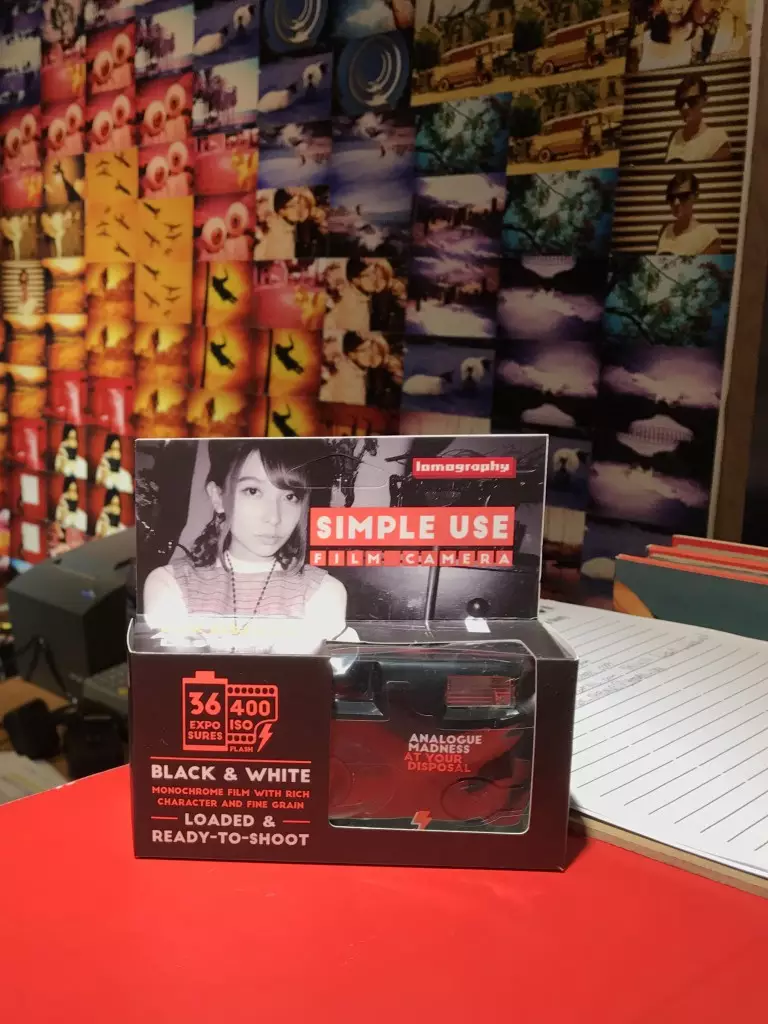 lomography
SIMPLE USE
FILM CAMERA
36
EXPO
SURES
400
ISO
FLASH
BLACK & WHITE
MONOCHROME FILM WITH RICH
CHARACTER AND FINE GRAIN
LOADED &
READY-TO-SHOOT
ANALOGUE
MADNESS
AT YOUR
DISPOSAL